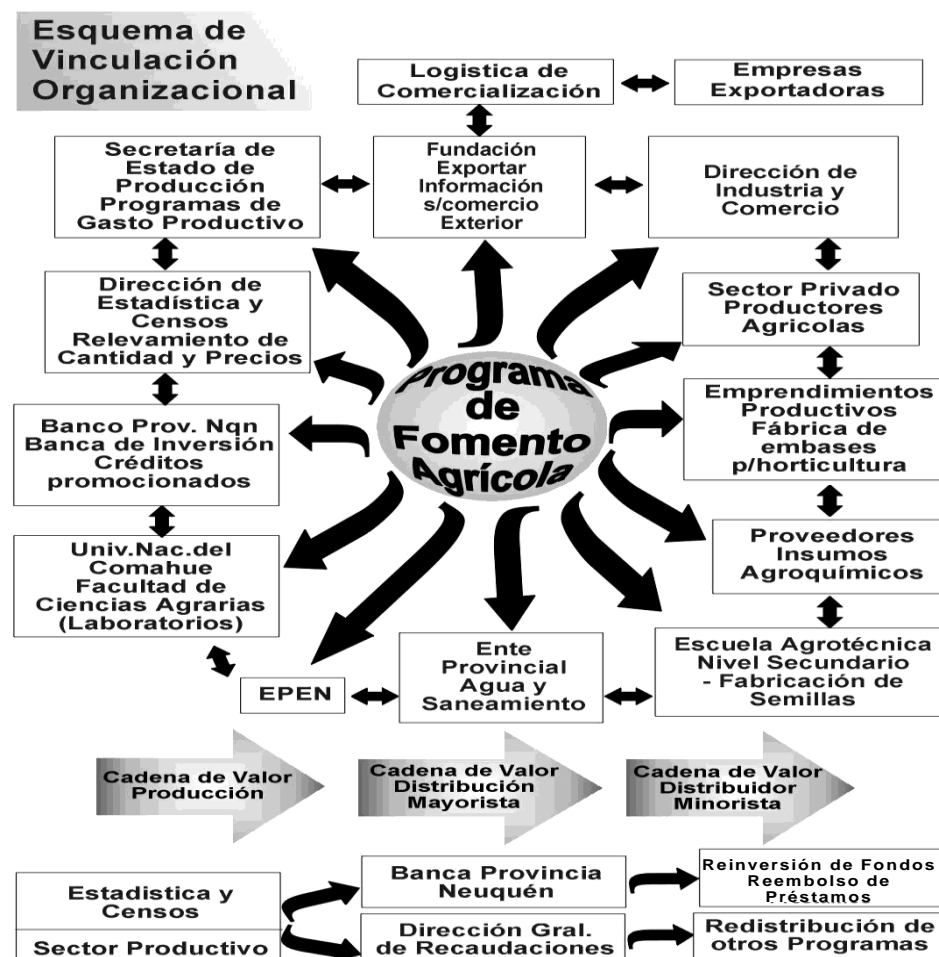 Esquema de
Vinculación
Organizacional
Logistica de
Comercialización
Empresas
Exportadoras
Secretaría de
Estado de
Producción
Programas de
Gasto Productivo
Fundación
Exportar
Información
s/comercio
Exterior
Dirección de
Industria y
Comercio
Dirección de
Estadística y
Censos
Relevamiento de
Cantidad y Precios
Sector Privado
Productores
Agricolas
Programa
de
Fomento
Agrícola
Banco Prov. Nqn
Banca de Inversión
Créditos
promocionados
Emprendimientos
Productivos
Fábrica de
embases
p/horticultura
Univ.Nac.del
Comahue
Facultad de
Ciencias Agrarias
(Laboratorios)
Proveedores
Insumos
Agroquímicos
EPEN
Ente
Provincial
Agua y
Saneamiento
Escuela Agrotécnica
Nivel Secundario
- Fabricación de
Semillas
Cadena de Valor
Producción
Cadena de Valor
Distribución
Mayorista
Cadena de Valor
Distribuidor
Minorista
Estadistica y
Censos
Sector Productivo
Banca Provincia
Neuquén
Dirección Gral.
de Recaudaciones
Reinversión de Fondos
Reembolso de
Préstamos
Redistribución de
otros Programas